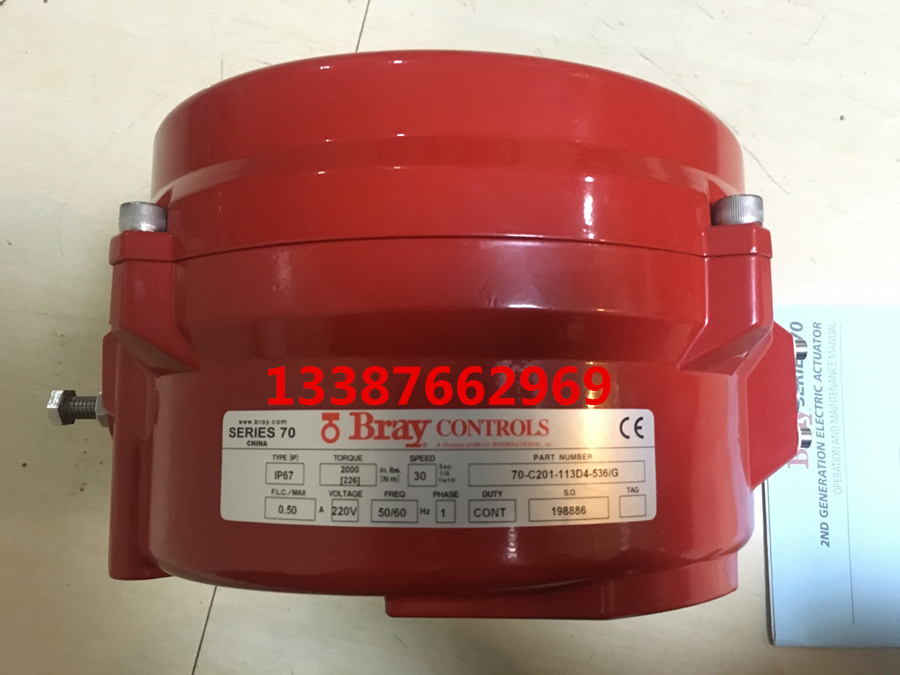 13387662969
www.bray.com
SERIES 70
CHINA
Bray CONTROLS
®
A Division of BRAY INTERNATIONAL, Inc.
CE
TYPE [IP] TORQUE SPEED PART NUMBER
IP67 2000 [226] in. lbs. [N m] 30 Sec. 1/4 turn 70-C201-113D4-536/G
F.L.C./MAX VOLTAGE FREQ PHASE DUTY S.O. TAG
0.50 A 220V 50/60 Hz 1 CONT 198886
Bray SERIES 70
2ND GENERATION ELECTRIC ACTUATOR
OPERATION AND MAINTENANCE MANUAL